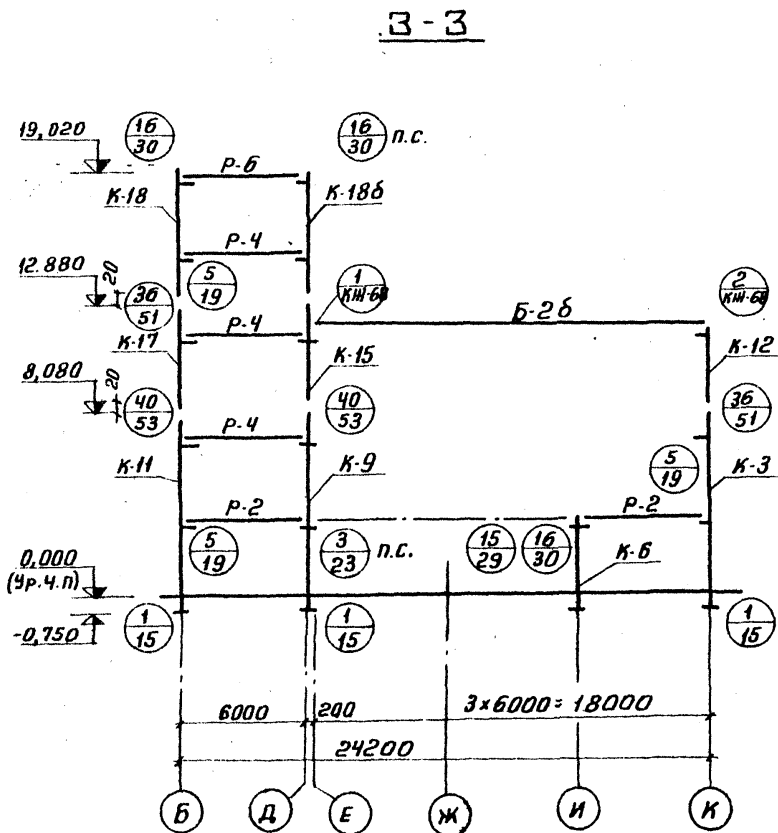 3-3
19,020
16
30
16
30
п.с.
Р-6
К-18
К-18б
Р-4
12.880
20
5
19
36
51
1
КЖ-68
2
КЖ-68
Б-2б
Р-4
К-17
К-15
К-12
8,080
20
40
53
40
53
36
51
Р-4
К-11
К-9
5
19
К-3
Р-2
Р-2
0,000
(Ур.ч.п)
5
19
3
23
п.с.
15
29
16
30
К-6
-0,750
1
15
1
15
1
15
6000
200
3×6000=18000
24200
Б
Д
Е
Ж
И
К